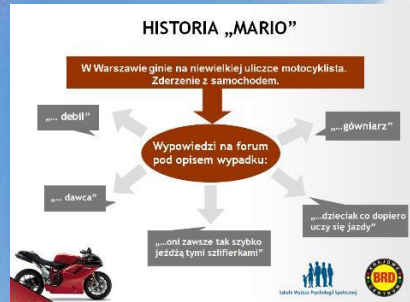 HISTORIA „MARIO”
W Warszawie ginie na niewielkiej uliczce motocyklista.
Zderzenie z samochodem.
„... debil”
„...gówniarz”
Wypowiedzi na forum
pod opisem wypadku:
„... dawca”
„...dzieciak co dopiero
uczy się jazdy”
„...oni zawsze tak szybko
jeżdżą tymi szlifierkami”
Szkoła Wyższa Psychologii Społecznej
BRD